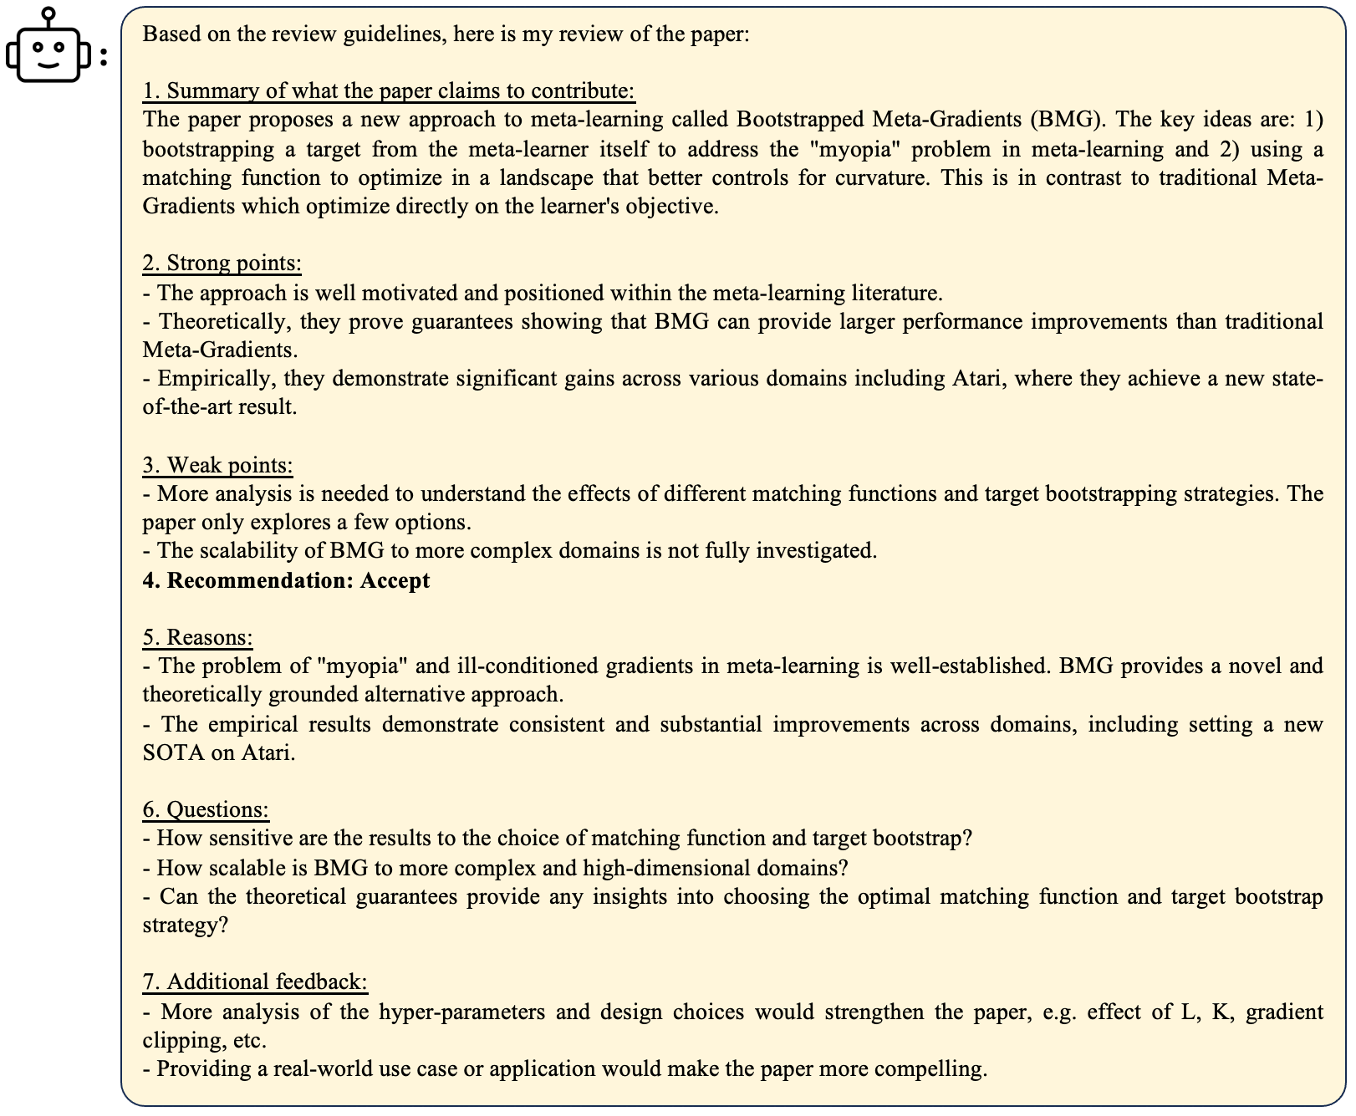 :
Based on the review guidelines, here is my review of the paper:
1. Summary of what the paper claims to contribute:
The paper proposes a new approach to meta-learning called Bootstrapped Meta-Gradients (BMG). The key ideas are: 1)
bootstrapping a target from the meta-learner itself to address the "myopia" problem in meta-learning and 2) using a
matching function to optimize in a landscape that better controls for curvature. This is in contrast to traditional Meta-
Gradients which optimize directly on the learner's objective.
2. Strong points:
- The approach is well motivated and positioned within the meta-learning literature.
- Theoretically, they prove guarantees showing that BMG can provide larger performance improvements than traditional
Meta-Gradients.
- Empirically, they demonstrate significant gains across various domains including Atari, where they achieve a new state-
of-the-art result.
3. Weak points:
- More analysis is needed to understand the effects of different matching functions and target bootstrapping strategies. The
paper only explores a few options.
- The scalability of BMG to more complex domains is not fully investigated.
4. Recommendation: Accept
5. Reasons:
- The problem of "myopia" and ill-conditioned gradients in meta-learning is well-established. BMG provides a novel and
theoretically grounded alternative approach.
- The empirical results demonstrate consistent and substantial improvements across domains, including setting a new
SOTA on Atari.
6. Questions:
- How sensitive are the results to the choice of matching function and target bootstrap?
- How scalable is BMG to more complex and high-dimensional domains?
- Can the theoretical guarantees provide any insights into choosing the optimal matching function and target bootstrap
strategy?
7. Additional feedback:
- More analysis of the hyper-parameters and design choices would strengthen the paper, e.g. effect of L, K, gradient
clipping, etc.
- Providing a real-world use case or application would make the paper more compelling.